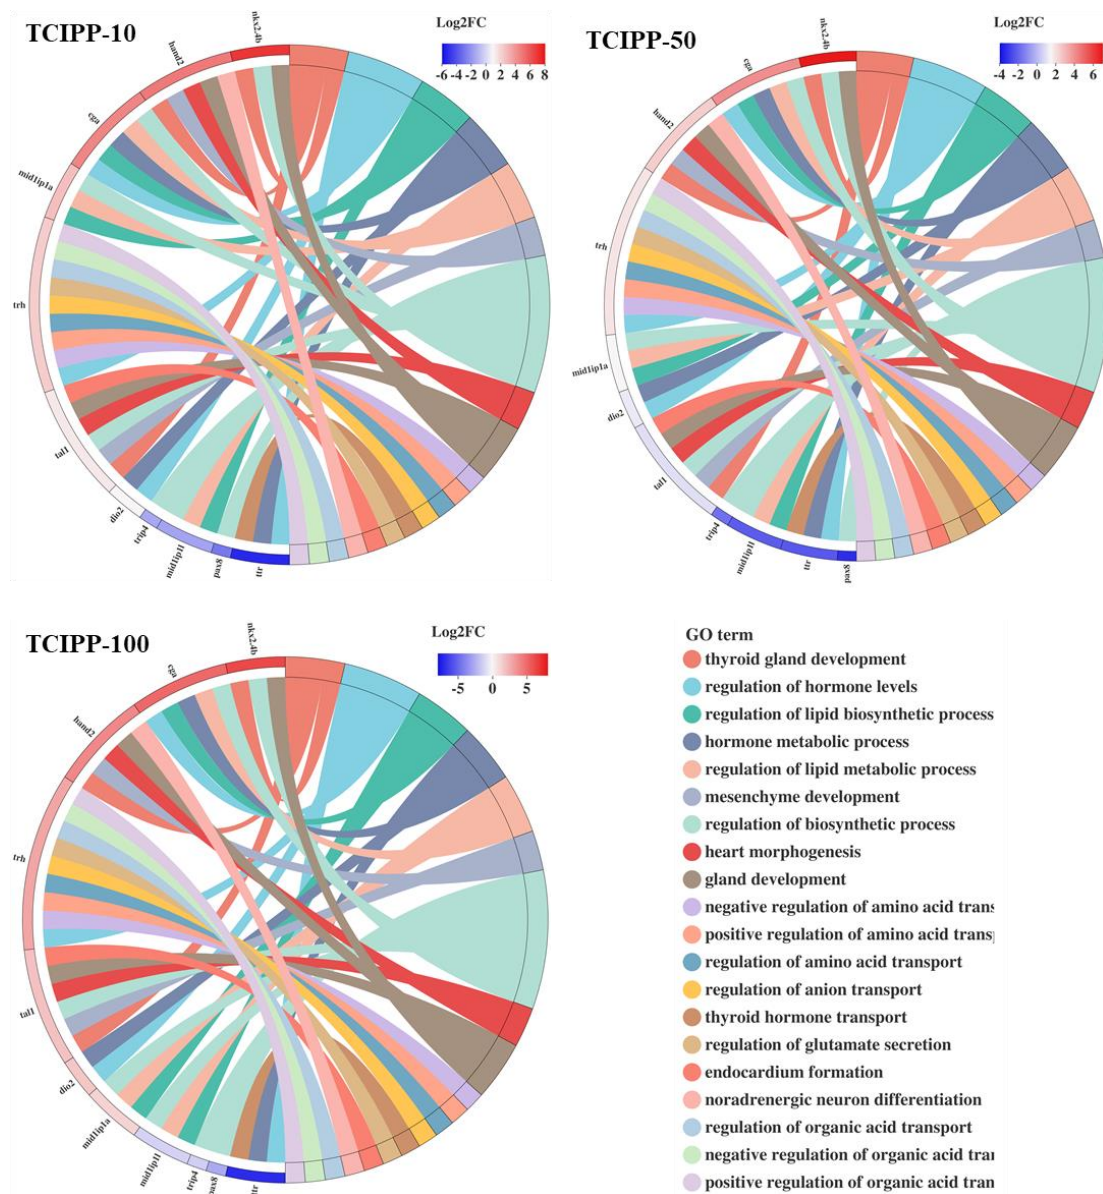 TCIPP-10
Log2FC
-6 -4 -2 0 2 4 6 8
nkx2.4b
hand2
cga
mid1ip1a
trh
tal1
dio2
trip4
mid1ip1l
pax8
ttr
TCIPP-50
Log2FC
-4 -2 0 2 4 6
nkx2.4b
cga
hand2
trh
mid1ip1a
dio2
tal1
trip4
mid1ip1l
ttr
pax8
TCIPP-100
Log2FC
-5 0 5
nkx2.4b
cga
hand2
trh
tal1
dio2
mid1ip1a
mid1ip1l
trip4
pax8
ttr
GO term
thyroid gland development
regulation of hormone levels
regulation of lipid biosynthetic process
hormone metabolic process
regulation of lipid metabolic process
mesenchyme development
regulation of biosynthetic process
heart morphogenesis
gland development
negative regulation of amino acid trans
positive regulation of amino acid trans
regulation of amino acid transport
regulation of anion transport
thyroid hormone transport
regulation of glutamate secretion
endocardium formation
noradrenergic neuron differentiation
regulation of organic acid transport
negative regulation of organic acid tran
positive regulation of organic acid tran